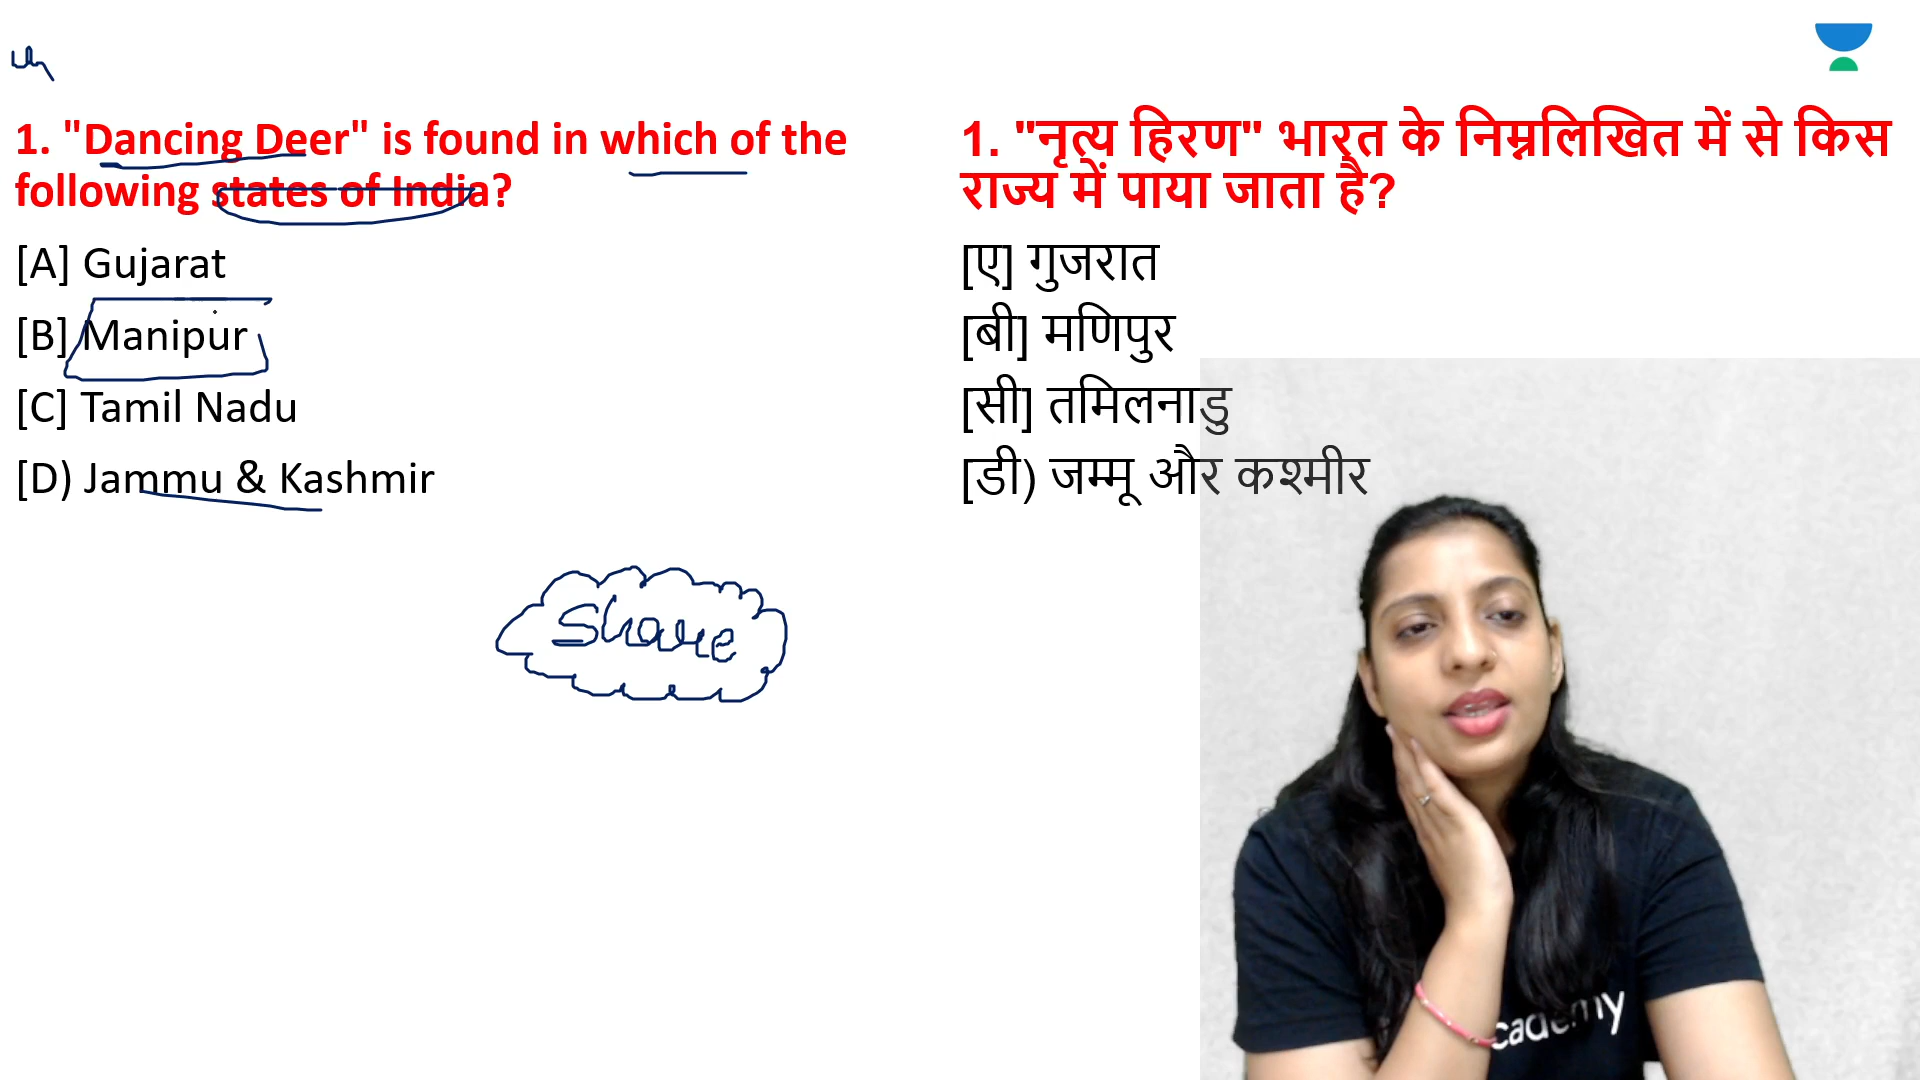 1. "Dancing Deer" is found in which of the
following states of India?
[A] Gujarat
[B] Manipur
[C] Tamil Nadu
[D) Jammu & Kashmir
Share
1. "नृत्य हिरण" भारत के निम्नलिखित में से किस
राज्य में पाया जाता है?
[ए] गुजरात
[बी] मणिपुर
[सी] तमिलनाडु
[डी) जम्मू और कश्मीर
cademy